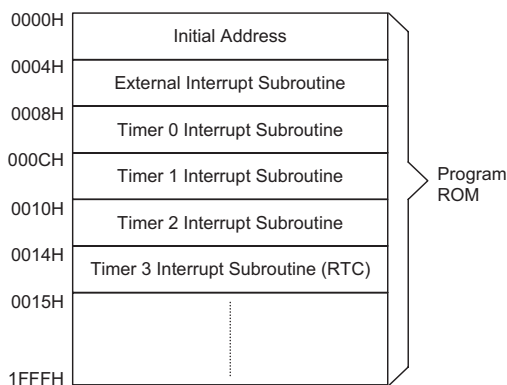 0000H
Initial Address
0004H
External Interrupt Subroutine
0008H
Timer 0 Interrupt Subroutine
000CH
Timer 1 Interrupt Subroutine
Program
ROM
0010H
Timer 2 Interrupt Subroutine
0014H
Timer 3 Interrupt Subroutine (RTC)
0015H
1FFFH